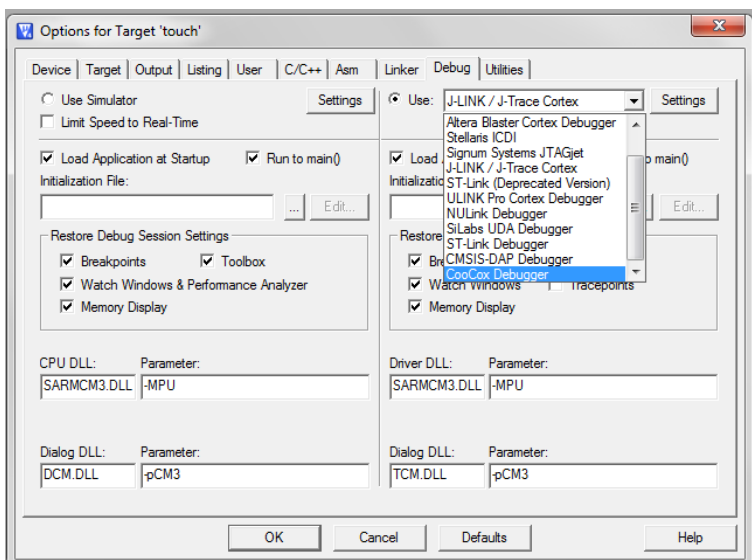 Options for Target 'touch'
Device Target Output Listing User C/C++ Asm Linker Debug Utilities
Use Simulator Settings
Limit Speed to Real-Time
Use: J-LINK / J-Trace Cortex Settings
Altera Blaster Cortex Debugger
Stellaris ICDI
Signum Systems JTAGjet
J-LINK / J-Trace Cortex
ST-Link (Deprecated Version)
ULINK Pro Cortex Debugger
NULink Debugger
SiLabs UDA Debugger
ST-Link Debugger
CMSIS-DAP Debugger
CooCox Debugger
Load Application at Startup Run to main()
Initialization File:
... Edit...
Restore Debug Session Settings
Breakpoints Toolbox
Watch Windows & Performance Analyzer
Memory Display
Load main()
Edit...
Watch Windows Tracepoints
Memory Display
CPU DLL: Parameter:
SARMCM3.DLL -MPU
Driver DLL: Parameter:
SARMCM3.DLL -MPU
Dialog DLL: Parameter:
DCM.DLL -pCM3
Dialog DLL: Parameter:
TCM.DLL -pCM3
OK Cancel Defaults Help